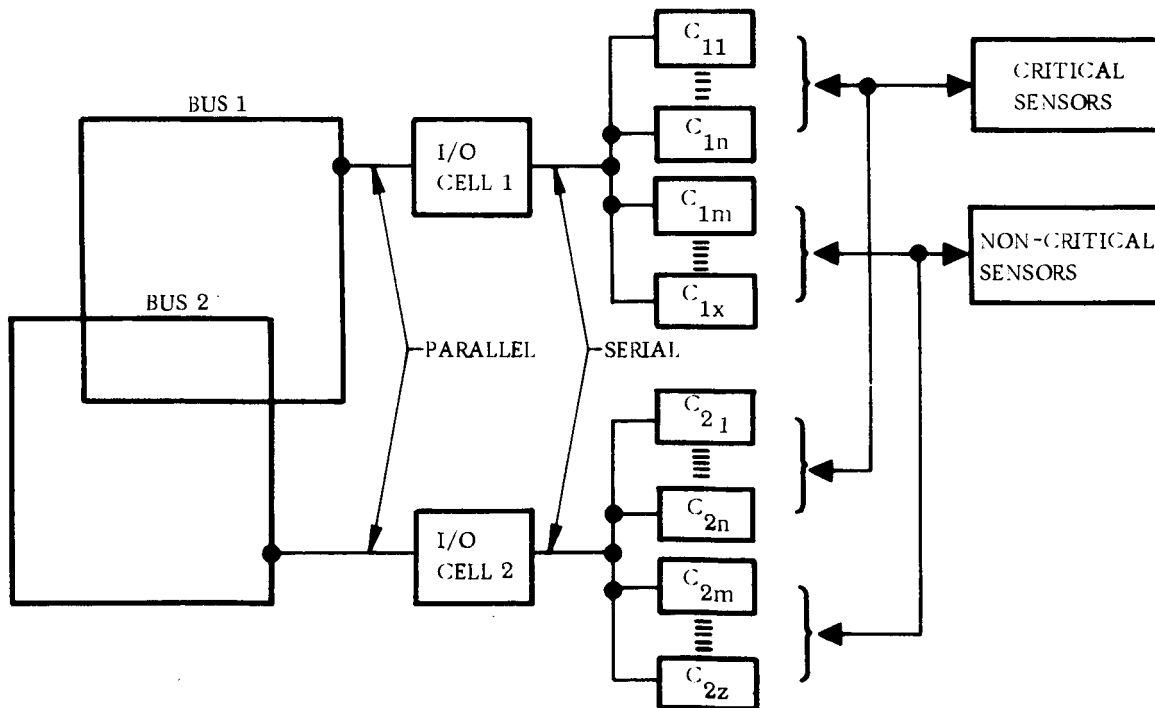 BUS 1
BUS 2
I/O
CELL 1
I/O
CELL 2
PARALLEL
SERIAL
C11
C1n
C1m
C1x
C21
C2n
C2m
C2z
CRITICAL
SENSORS
NON-CRITICAL
SENSORS